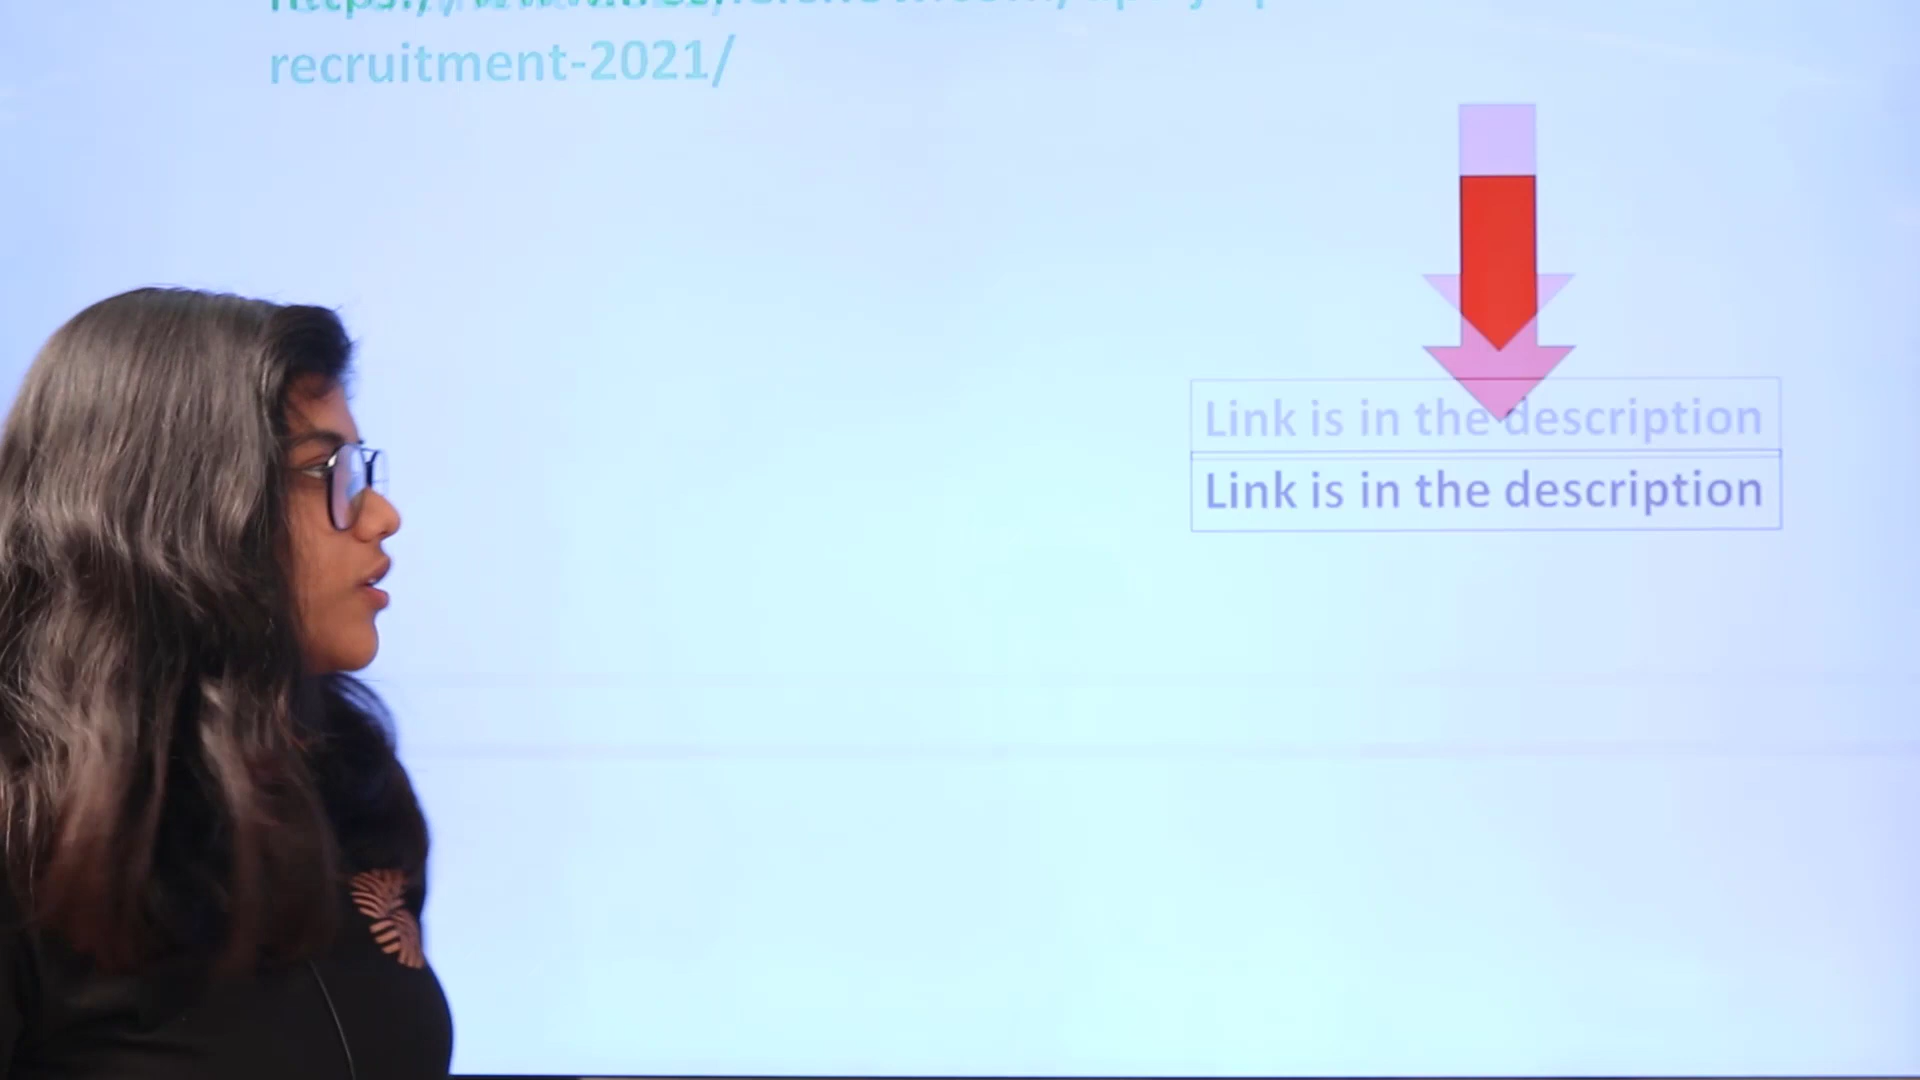 recruitment-2021/
Link is in the description
Link is in the description